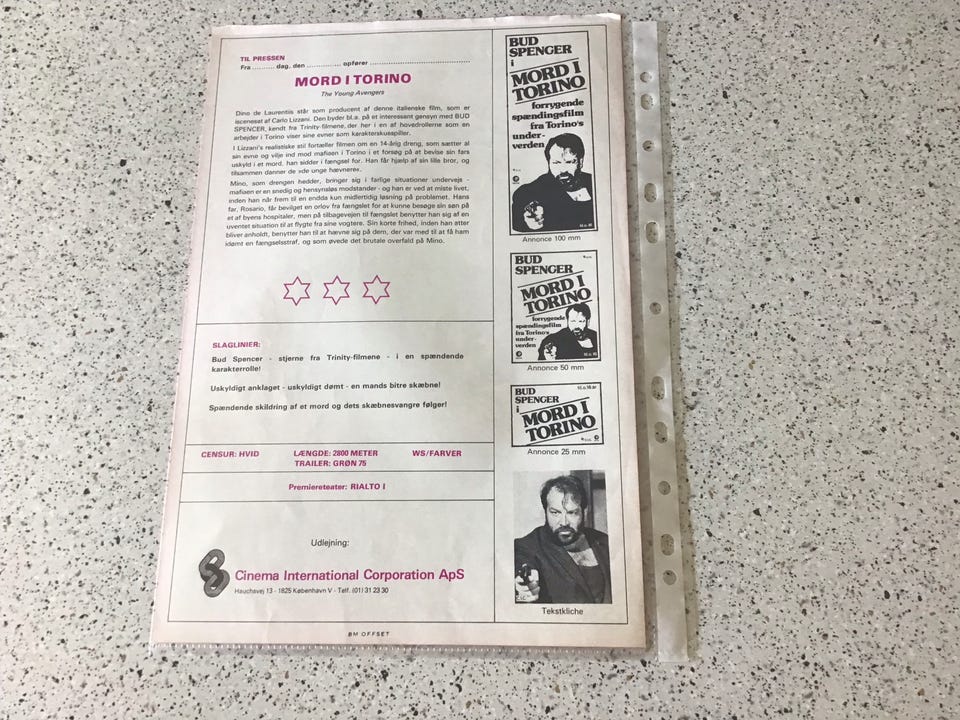 TIL PRESSEN
Fra .......... dag, den ................ opfører ................................................
MORD I TORINO
The Young Avengers
Dino de Laurentiis står som producent af denne italienske film, som er
iscenesat af Carlo Lizzani. Den byder bl.a. på et interessant gensyn med BUD
SPENCER, kendt fra Trinity-filmene, der her i en af hovedrollerne som en
arbejder i Torino viser sine evner som karakterskuespiller.
I Lizzani's realistiske stil fortæller filmen om en 14-årig dreng, som sætter al
sin evne og vilje ind mod mafiaen i Torino i et forsøg på at bevise sin fars
uskyld i et mord, han sidder i fængsel for. Han får hjælp af sin lille bror, og
tilsammen danner de »de unge hævnere«.
Mino, som drengen hedder, bringer sig i farlige situationer undervejs -
mafiaen er en snedig og hensynsløs modstander - og han er ved at miste livet,
inden han når frem til en endda kun midlertidig løsning på problemet. Hans
far, Rosario, får bevilget en orlov fra fængslet for at kunne besøge sin søn på
et af byens hospitaler, men på tilbagevejen til fængslet benytter han sig af en
uventet situation til at flygte fra sine vogtere. Sin korte frihed, inden han atter
bliver anholdt, benytter han til at hævne sig på dem, der var med til at få ham
idømt en fængselsstraf, og som øvede det brutale overfald på Mino.
SLAGLINIER:
Bud Spencer - stjerne fra Trinity-filmene - i en spændende
karakterrolle!
Uskyldigt anklaget - uskyldigt dømt - en mands bitre skæbne!
Spændende skildring af et mord og dets skæbnesvangre følger!
CENSUR: HVID
LÆNGDE: 2800 METER
WS/FARVER
TRAILER: GRØN 75
Premiereteater: RIALTO I
Udlejning:
Cinema International Corporation ApS
Hauchsvej 13 - 1825 København V - Telf. (01) 31 23 30
BM OFFSET
BUD
SPENCER
i
MORD I
TORINO
forrygende
spændingsfilm
fra Torino's
under-
verden
Annonce 100 mm
BUD
SPENCER
i
MORD I
TORINO
forrygende
spændingsfilm
fra Torino's
under-
verden
Annonce 50 mm
BUD
SPENCER
i
MORD I
TORINO
Annonce 25 mm
Tekstkliche